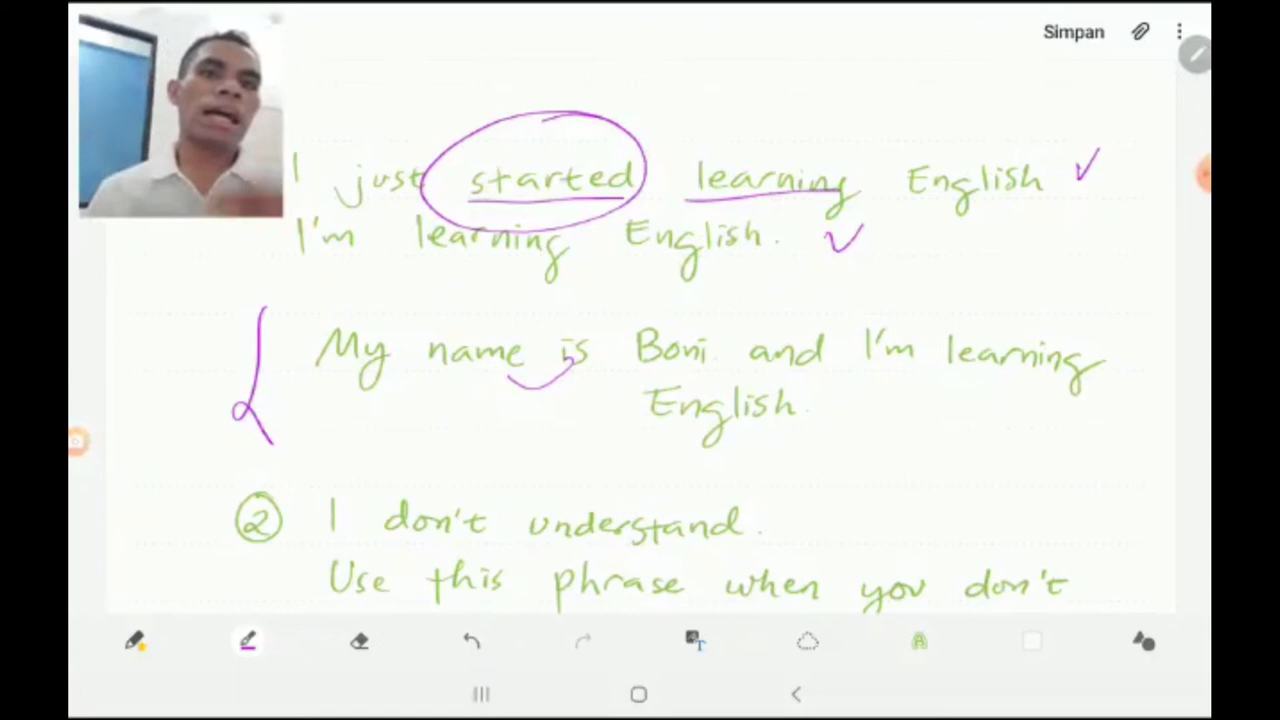 Simpan
I just started learning English
I'm learning English.
My name is Boni and I'm learning
English.
② I don't understand.
Use this phrase when you don't